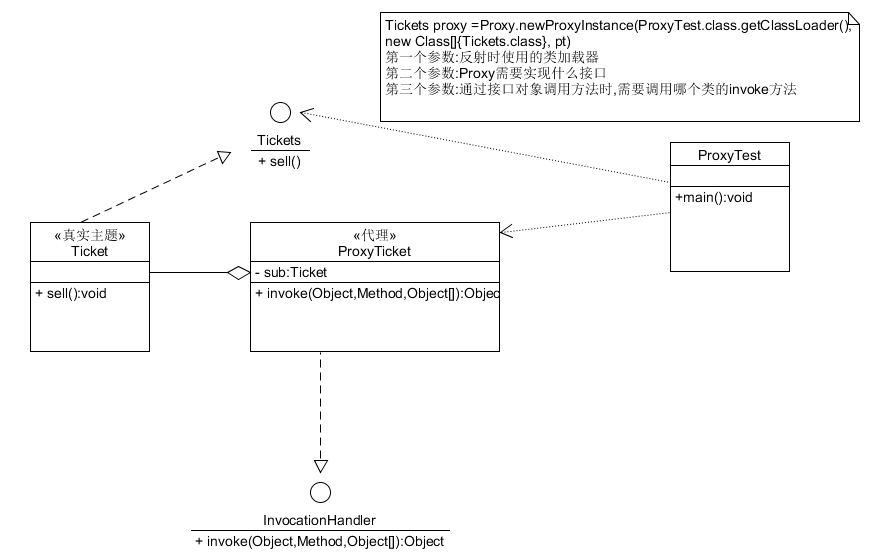 Tickets proxy =Proxy.newProxyInstance(ProxyTest.class.getClassLoader(),
new Class[]{Tickets.class}, pt)
第一个参数:反射时使用的类加载器
第二个参数:Proxy需要实现什么接口
第三个参数:通过接口对象调用方法时,需要调用哪个类的invoke方法
Tickets
+ sell()
ProxyTest
+main():void
«真实主题»
Ticket
+ sell():void
«代理»
ProxyTicket
- sub:Ticket
+ invoke(Object,Method,Object[]):Objec
InvocationHandler
+ invoke(Object,Method,Object[]):Object